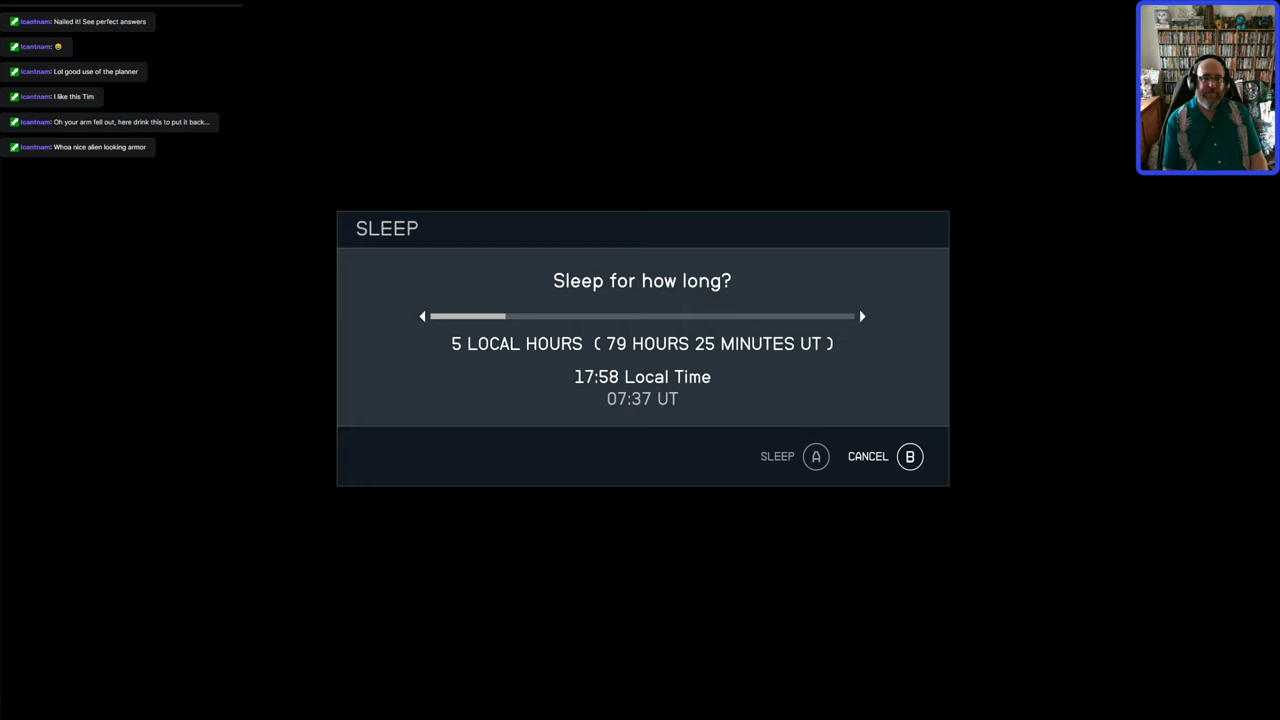 Icantnam: Nailed it! See perfect answers
Icantnam: 😄
Icantnam: Lol good use of the planner
Icantnam: I like this Tim
Icantnam: Oh your arm fell out, here drink this to put it back...
Icantnam: Whoa nice alien looking armor
SLEEP
Sleep for how long?
5 LOCAL HOURS ( 79 HOURS 25 MINUTES UT )
17:58 Local Time
07:37 UT
SLEEP A CANCEL B